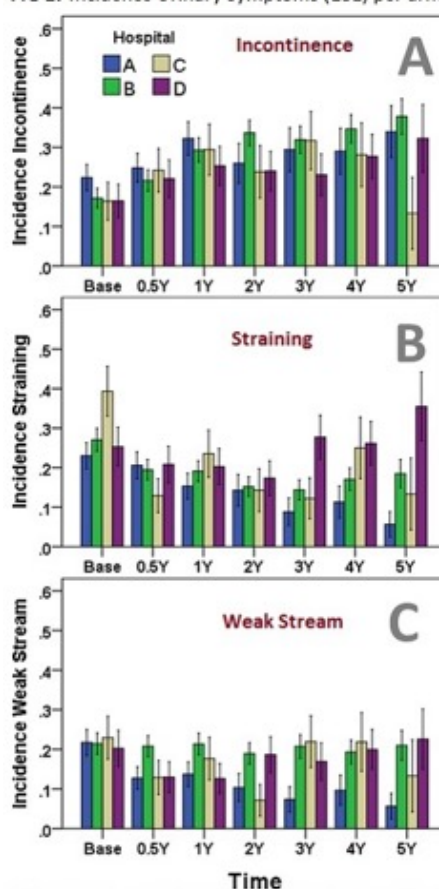 Hospital
A C
B D
Incontinence
A
Incidence Incontinence
.6
.5
.4
.3
.2
.1
.0
Base 0.5Y 1Y 2Y 3Y 4Y 5Y
Straining
B
Incidence Straining
.6
.5
.4
.3
.2
.1
.0
Base 0.5Y 1Y 2Y 3Y 4Y 5Y
Weak Stream
C
Incidence Weak Stream
.6
.5
.4
.3
.2
.1
.0
Base 0.5Y 1Y 2Y 3Y 4Y 5Y
Time